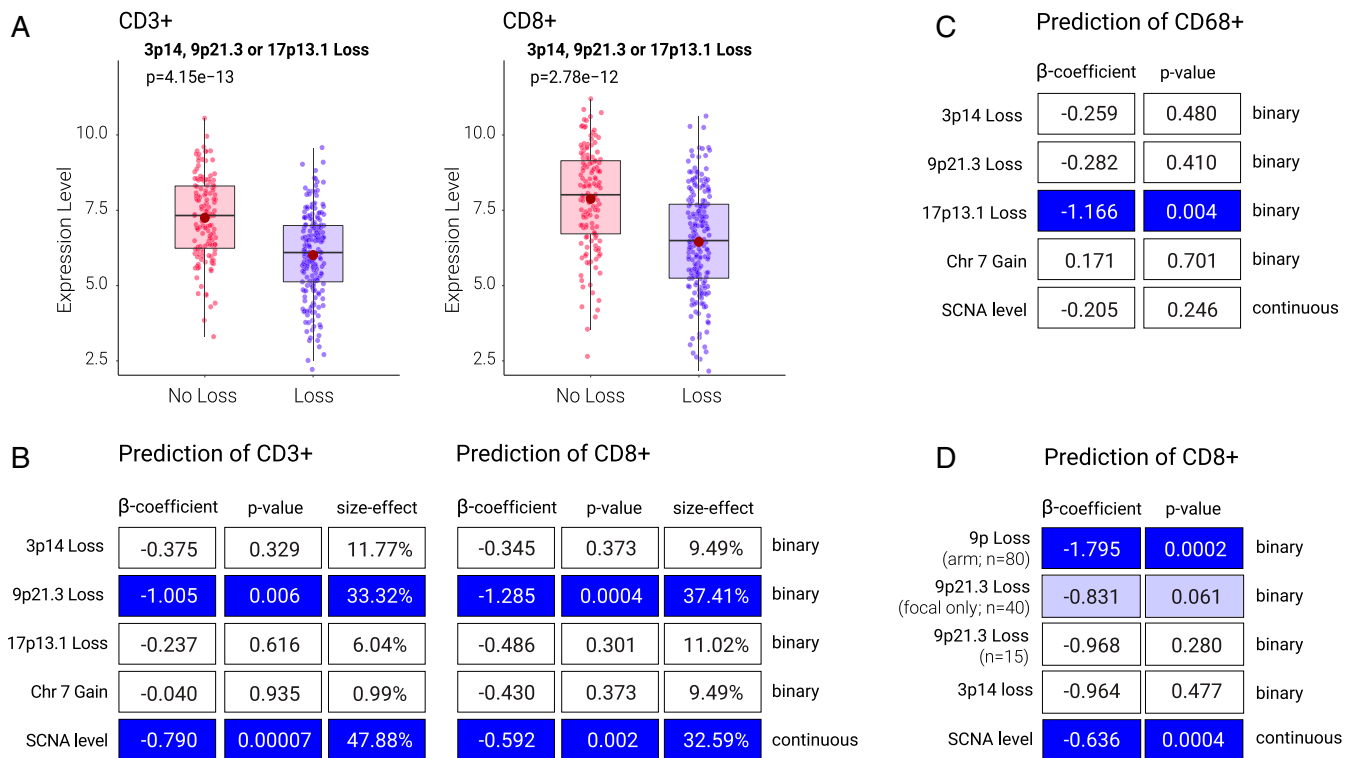 A
CD3+
3p14, 9p21.3 or 17p13.1 Loss
p=4.15e−13
Expression Level
10.0
7.5
5.0
2.5
No Loss
Loss
CD8+
3p14, 9p21.3 or 17p13.1 Loss
p=2.78e−12
Expression Level
10.0
7.5
5.0
2.5
No Loss
Loss
C
Prediction of CD68+
β-coefficient p-value
3p14 Loss -0.259 0.480 binary
9p21.3 Loss -0.282 0.410 binary
17p13.1 Loss -1.166 0.004 binary
Chr 7 Gain 0.171 0.701 binary
SCNA level -0.205 0.246 continuous
B
Prediction of CD3+ Prediction of CD8+
β-coefficient p-value size-effect β-coefficient p-value size-effect
3p14 Loss -0.375 0.329 11.77% -0.345 0.373 9.49% binary
9p21.3 Loss -1.005 0.006 33.32% -1.285 0.0004 37.41% binary
17p13.1 Loss -0.237 0.616 6.04% -0.486 0.301 11.02% binary
Chr 7 Gain -0.040 0.935 0.99% -0.430 0.373 9.49% binary
SCNA level -0.790 0.00007 47.88% -0.592 0.002 32.59% continuous
D
Prediction of CD8+
β-coefficient p-value
9p Loss
(arm; n=80) -1.795 0.0002 binary
9p21.3 Loss
(focal only; n=40) -0.831 0.061 binary
9p21.3 Loss
(n=15) -0.968 0.280 binary
3p14 loss -0.964 0.477 binary
SCNA level -0.636 0.0004 continuous